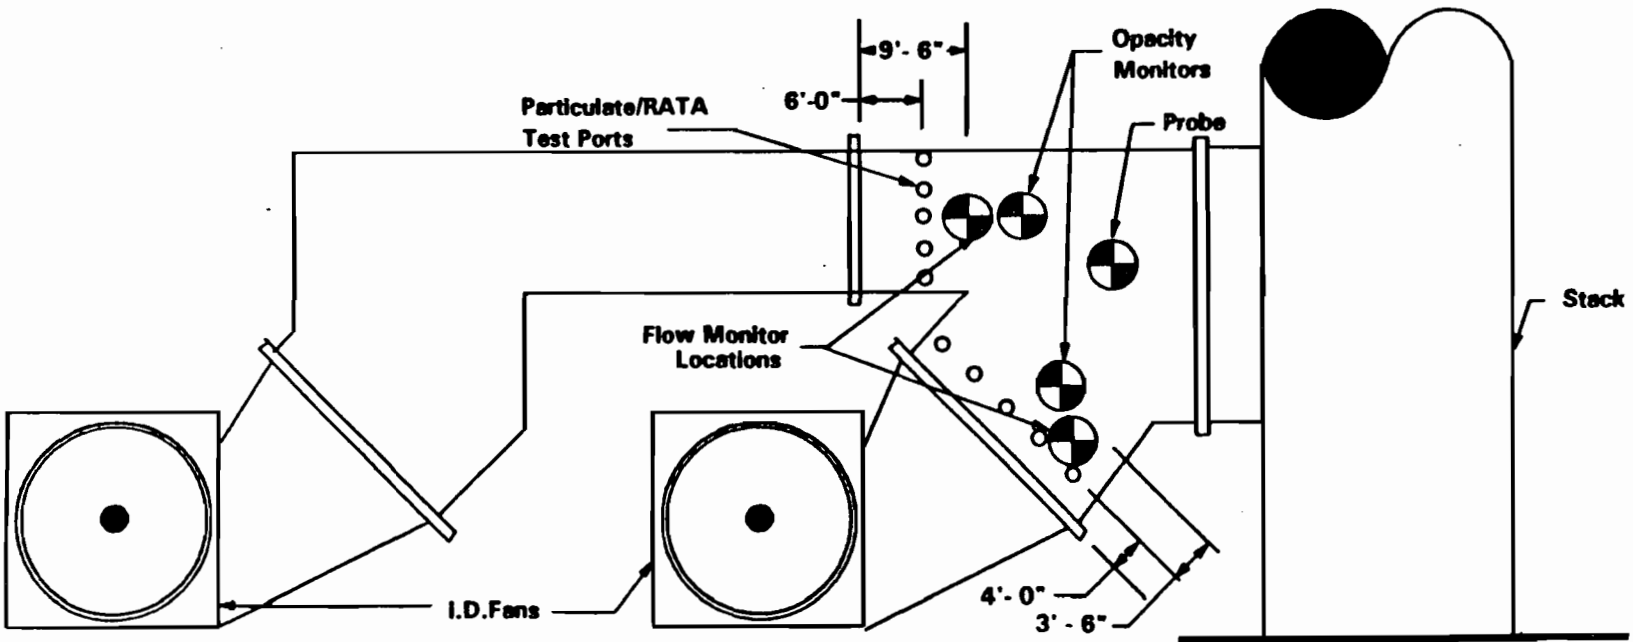 9'- 6"
Opacity
Monitors
6'-0"
Particulate/RATA
Test Ports
Probe
Stack
Flow Monitor
Locations
4'- 0"
I.D.Fans
3' - 6"